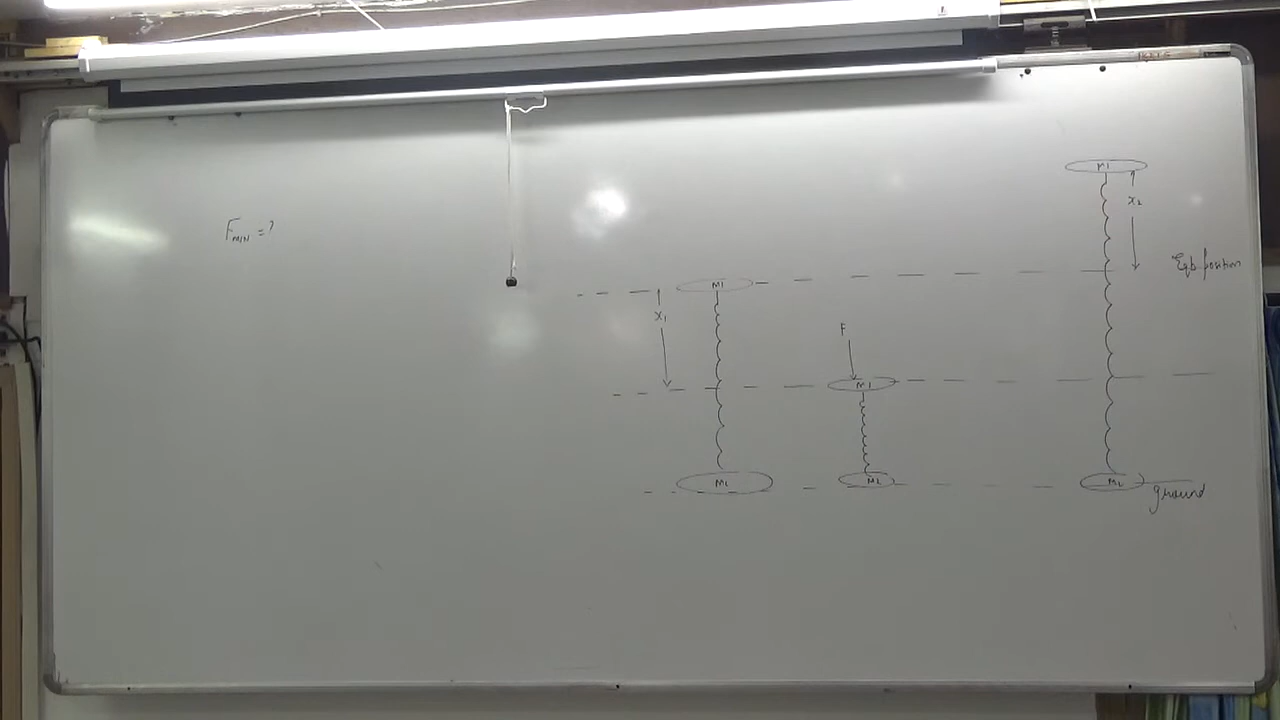 M1
x2
F_MIN = ?
Eqb position
M1
x1
F
M1
M2
M2
M2
ground